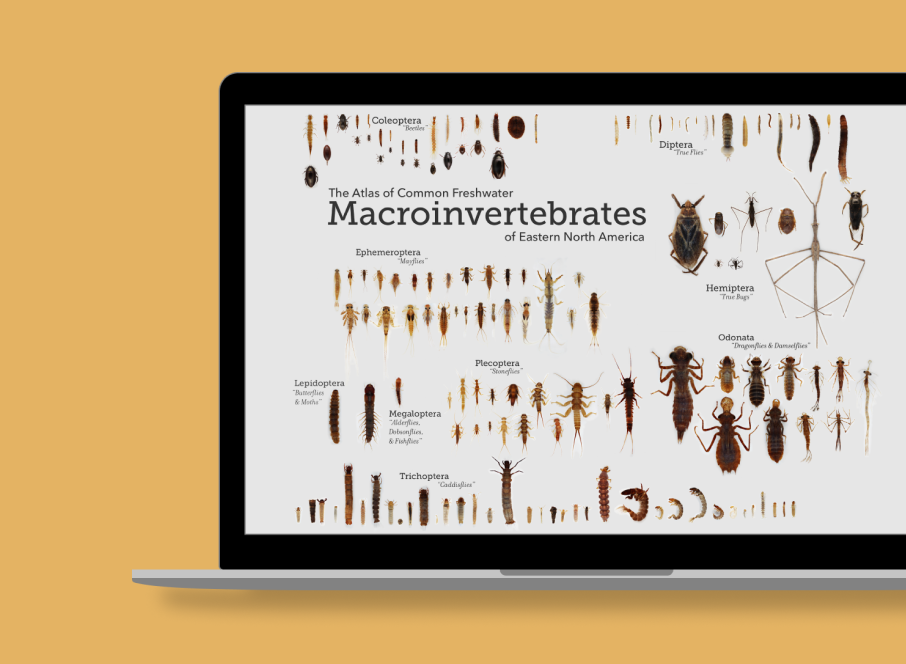 Coleoptera
"Beetles"
Diptera
"True Flies"
The Atlas of Common Freshwater
Macroinvertebrates
of Eastern North America
Ephemeroptera
"Mayflies"
Hemiptera
"True Bugs"
Odonata
"Dragonflies & Damselflies"
Plecoptera
"Stoneflies"
Lepidoptera
"Butterflies
& Moths"
Megaloptera
"Alderflies,
Dobsonflies,
& Fishflies"
Trichoptera
"Caddisflies"